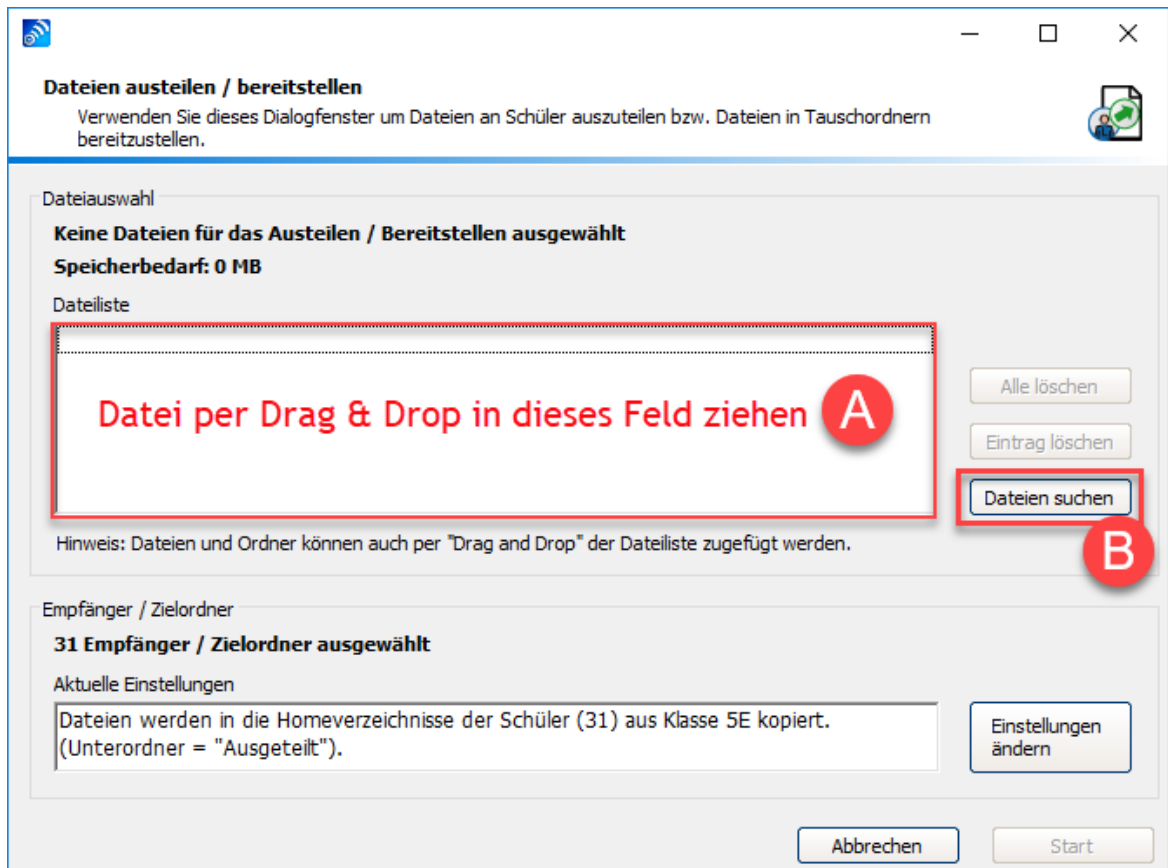 Dateien austeilen / bereitstellen
Verwenden Sie dieses Dialogfenster um Dateien an Schüler auszuteilen bzw. Dateien in Tauschordnern
bereitzustellen.
Dateiauswahl
Keine Dateien für das Austeilen / Bereitstellen ausgewählt
Speicherbedarf: 0 MB
Dateiliste
Datei per Drag & Drop in dieses Feld ziehen A
Alle löschen
Eintrag löschen
Dateien suchen
B
Hinweis: Dateien und Ordner können auch per "Drag and Drop" der Dateiliste zugefügt werden.
Empfänger / Zielordner
31 Empfänger / Zielordner ausgewählt
Aktuelle Einstellungen
Dateien werden in die Homeverzeichnisse der Schüler (31) aus Klasse 5E kopiert.
(Unterordner = "Ausgeteilt").
Einstellungen
ändern
Abbrechen
Start